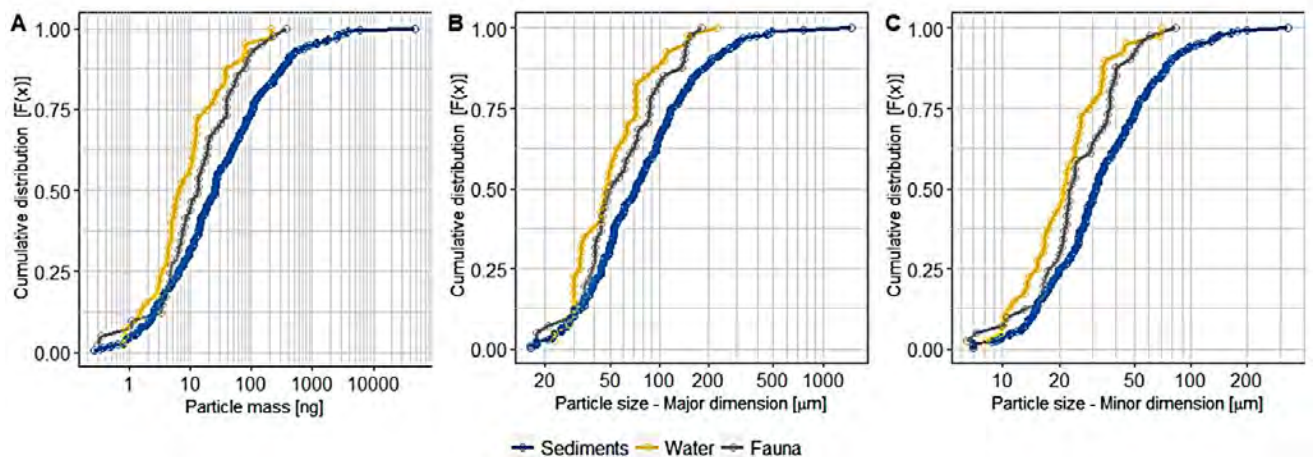 A
Cumulative distribution [F(x)]
1.00
0.75
0.50
0.25
0.00
1 10 100 1000 10000
Particle mass [ng]
B
Cumulative distribution [F(x)]
1.00
0.75
0.50
0.25
0.00
20 50 100 200 500 1000
Particle size - Major dimension [μm]
C
Cumulative distribution [F(x)]
1.00
0.75
0.50
0.25
0.00
10 20 50 100 200
Particle size - Minor dimension [μm]
Sediments Water Fauna